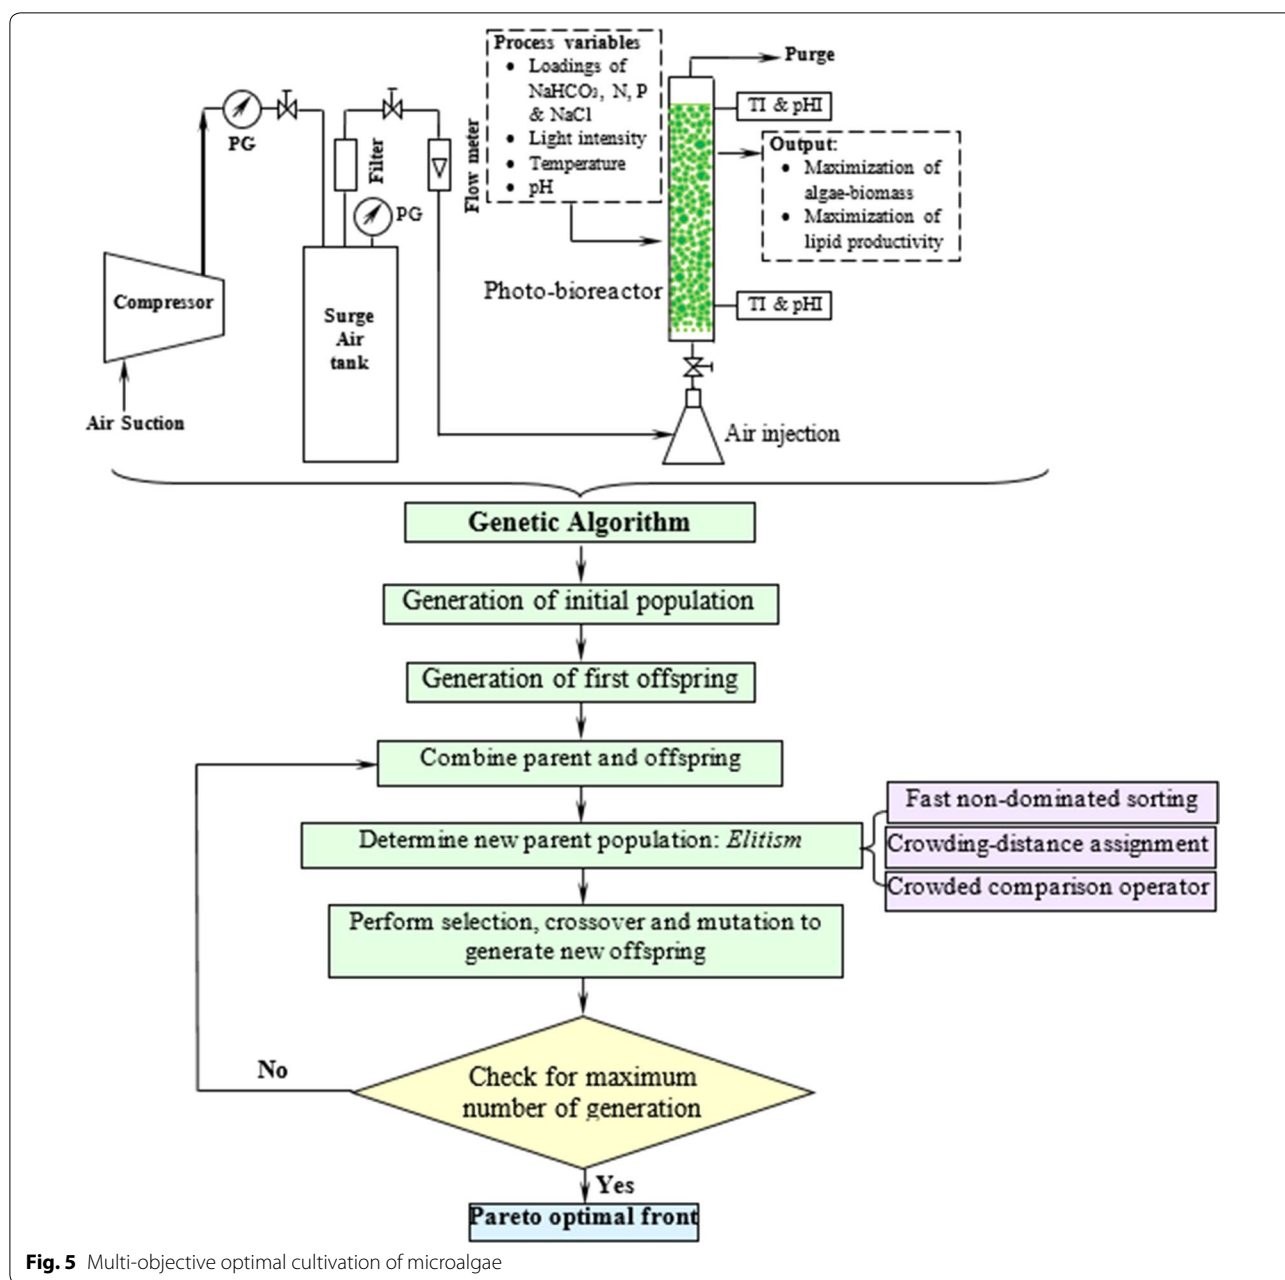 Process variables
• Loadings of
NaHCO₃, N, P
& NaCl
• Light intensity
• Temperature
• pH
Purge
TI & pHI
PG
Filter
Flow meter
Output:
• Maximization of
algae-biomass
• Maximization of
lipid productivity
PG
Compressor
Surge
Air
tank
Photo-bioreactor
TI & pHI
Air Suction
Air injection
Genetic Algorithm
Generation of initial population
Generation of first offspring
Combine parent and offspring
Determine new parent population: Elitism
Fast non-dominated sorting
Crowding-distance assignment
Crowded comparison operator
Perform selection, crossover and mutation to
generate new offspring
No
Check for maximum
number of generation
Yes
Pareto optimal front
Fig. 5 Multi-objective optimal cultivation of microalgae